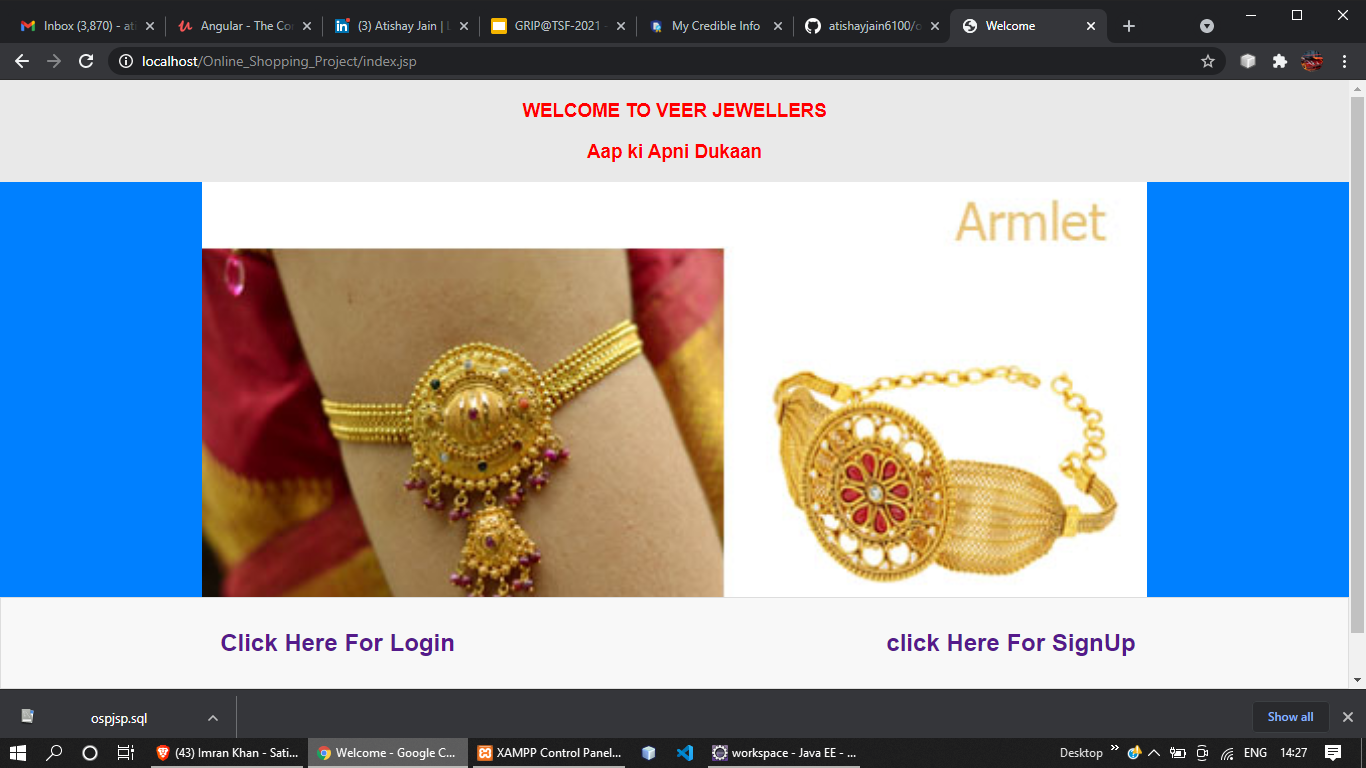 Inbox (3,870) - ati
Angular - The Co
(3) Atishay Jain |
GRIP@TSF-2021 -
My Credible Info
atishayjain6100/o
Welcome
localhost/Online_Shopping_Project/index.jsp
WELCOME TO VEER JEWELLERS
Aap ki Apni Dukaan
Armlet
Click Here For Login
click Here For SignUp
ospjsp.sql
Show all
(43) Imran Khan - Sati...
Welcome - Google C...
XAMPP Control Panel...
workspace - Java EE - ...
Desktop
ENG
14:27